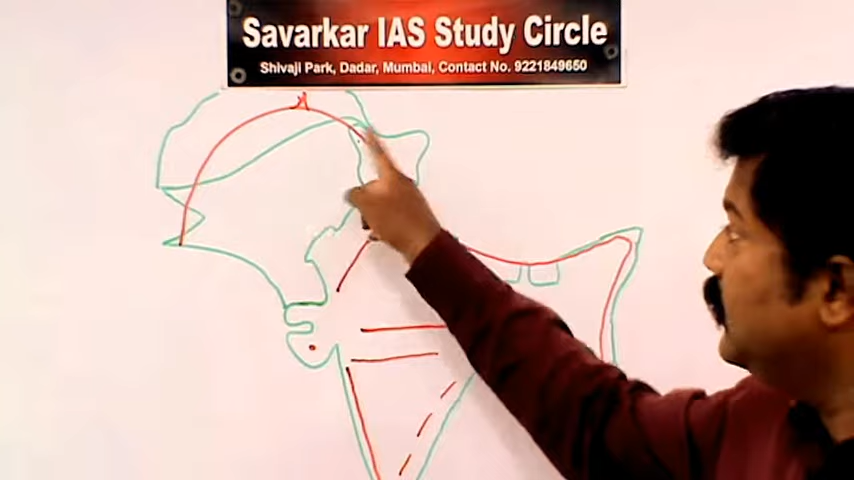 Savarkar IAS Study Circle
Shivaji Park, Dadar, Mumbai, Contact No. 9221849650